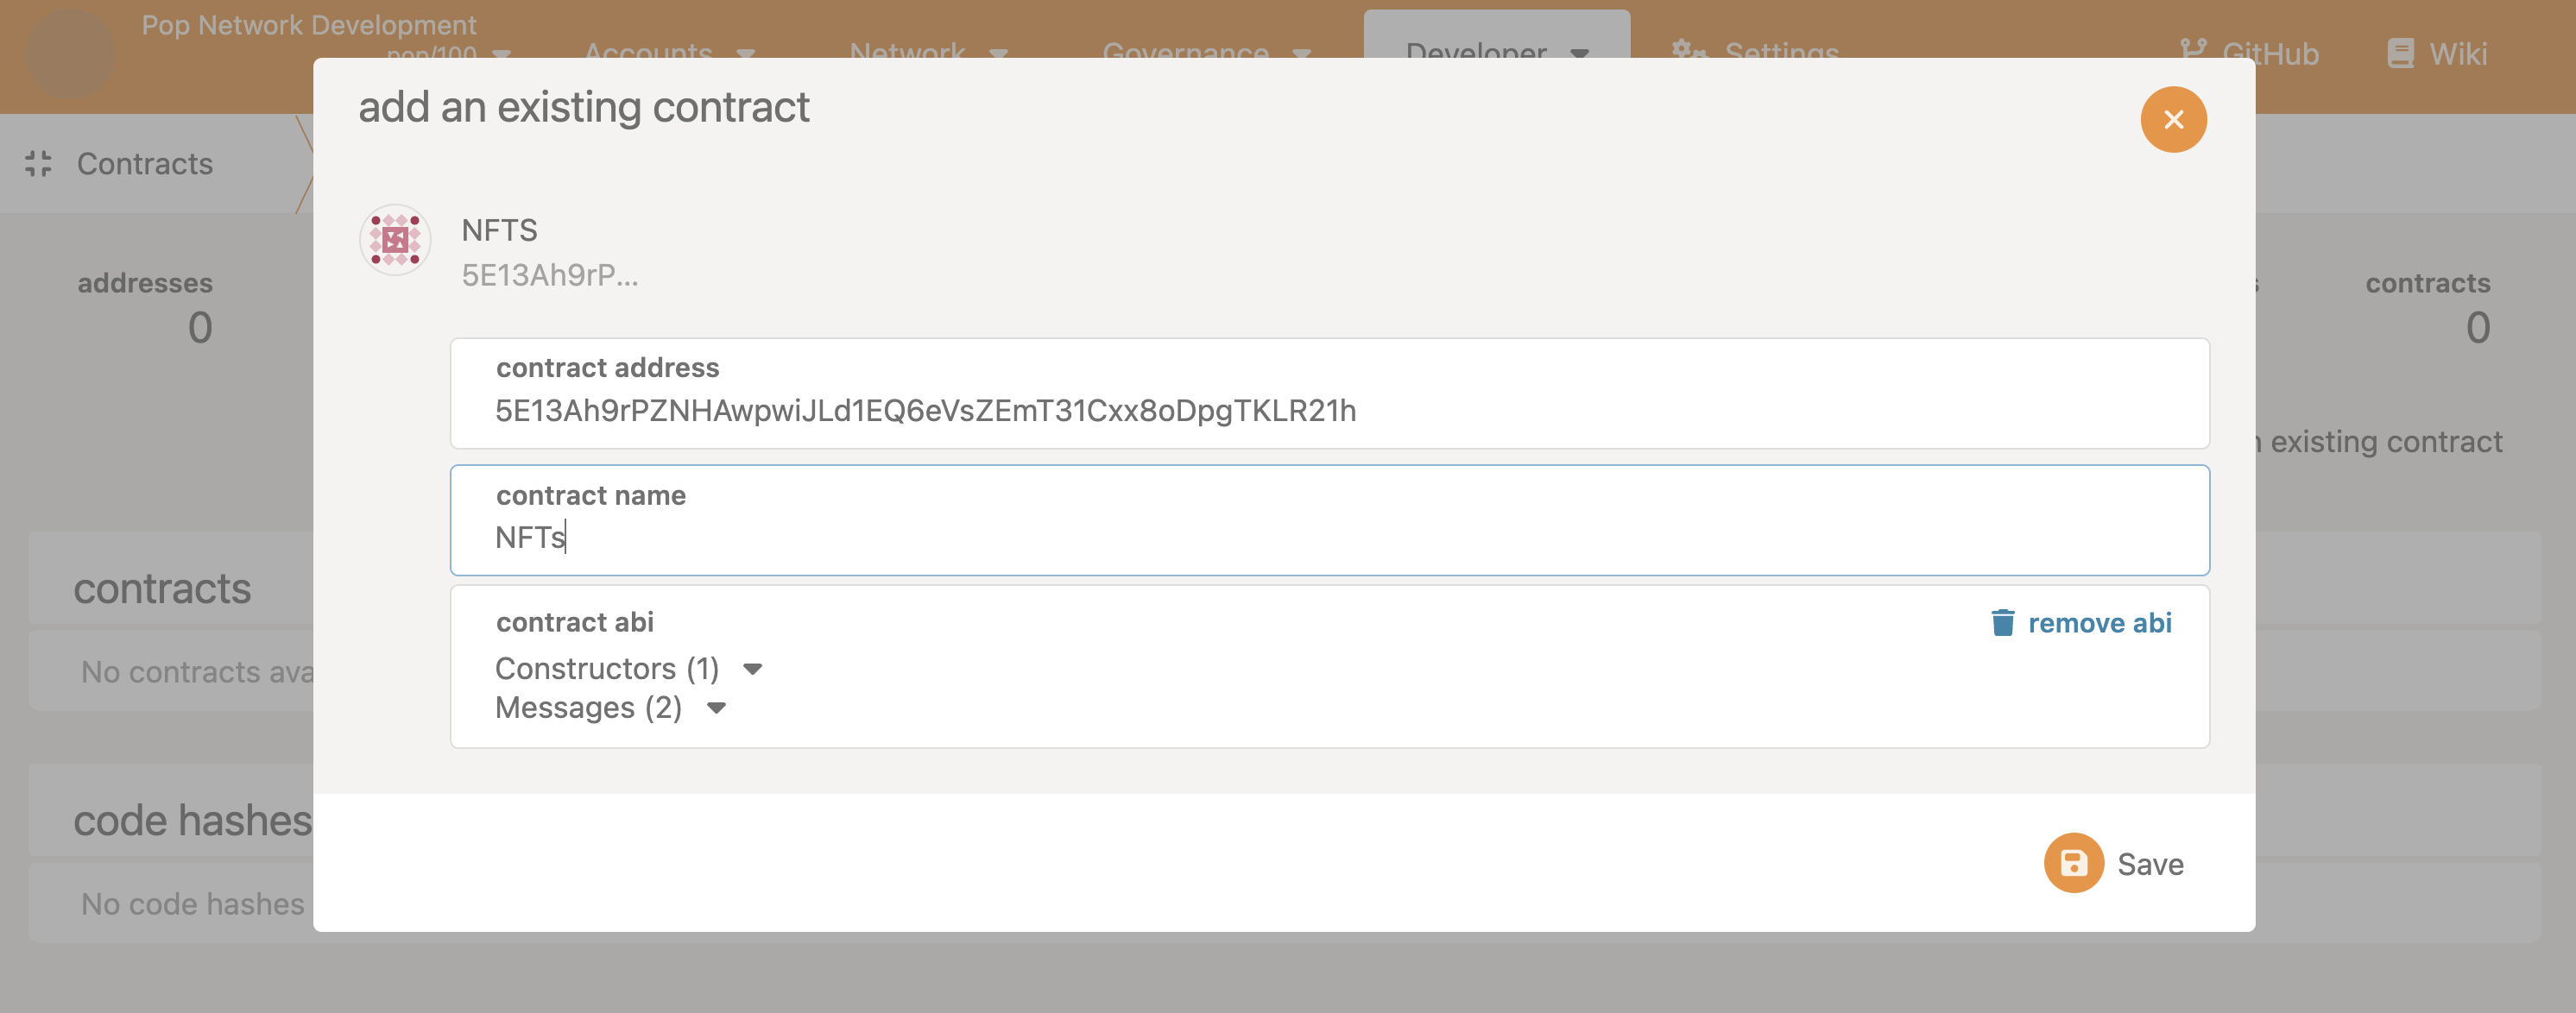 Pop Network Development
pop/100
Accounts
Network
Governance
Developer
Settings
GitHub
Wiki
add an existing contract
Contracts
NFTS
5E13Ah9rP...
addresses
0
contracts
0
contract address
5E13Ah9rPZNHAwpwiJLd1EQ6eVsZEmT31Cxx8oDpgTKLR21h
existing contract
contract name
NFTs
contracts
contract abi
remove abi
Constructors (1)
No contracts
Messages (2)
code hashes
Save
No code hashes